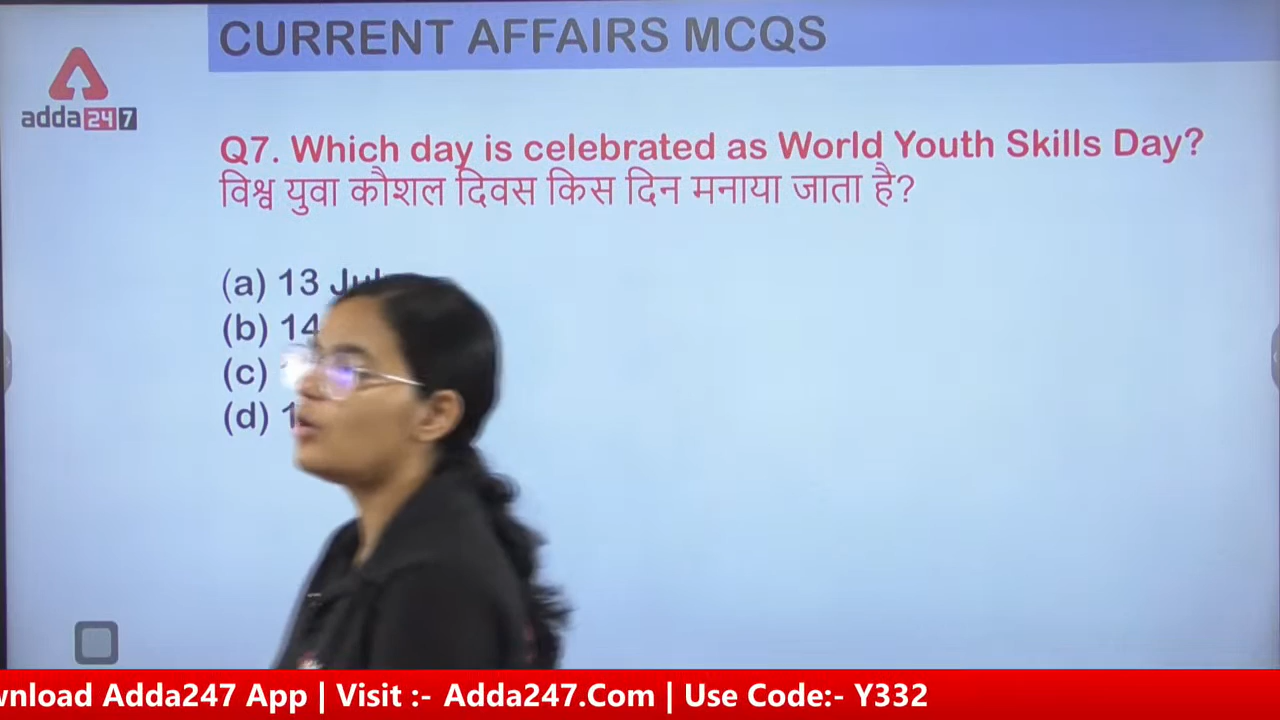 CURRENT AFFAIRS MCQS
adda247
Q7. Which day is celebrated as World Youth Skills Day?
विश्व युवा कौशल दिवस किस दिन मनाया जाता है?
(a) 13
(b) 14
(c)
(d)
Adda247 App | Visit :- Adda247.Com | Use Code:- Y332